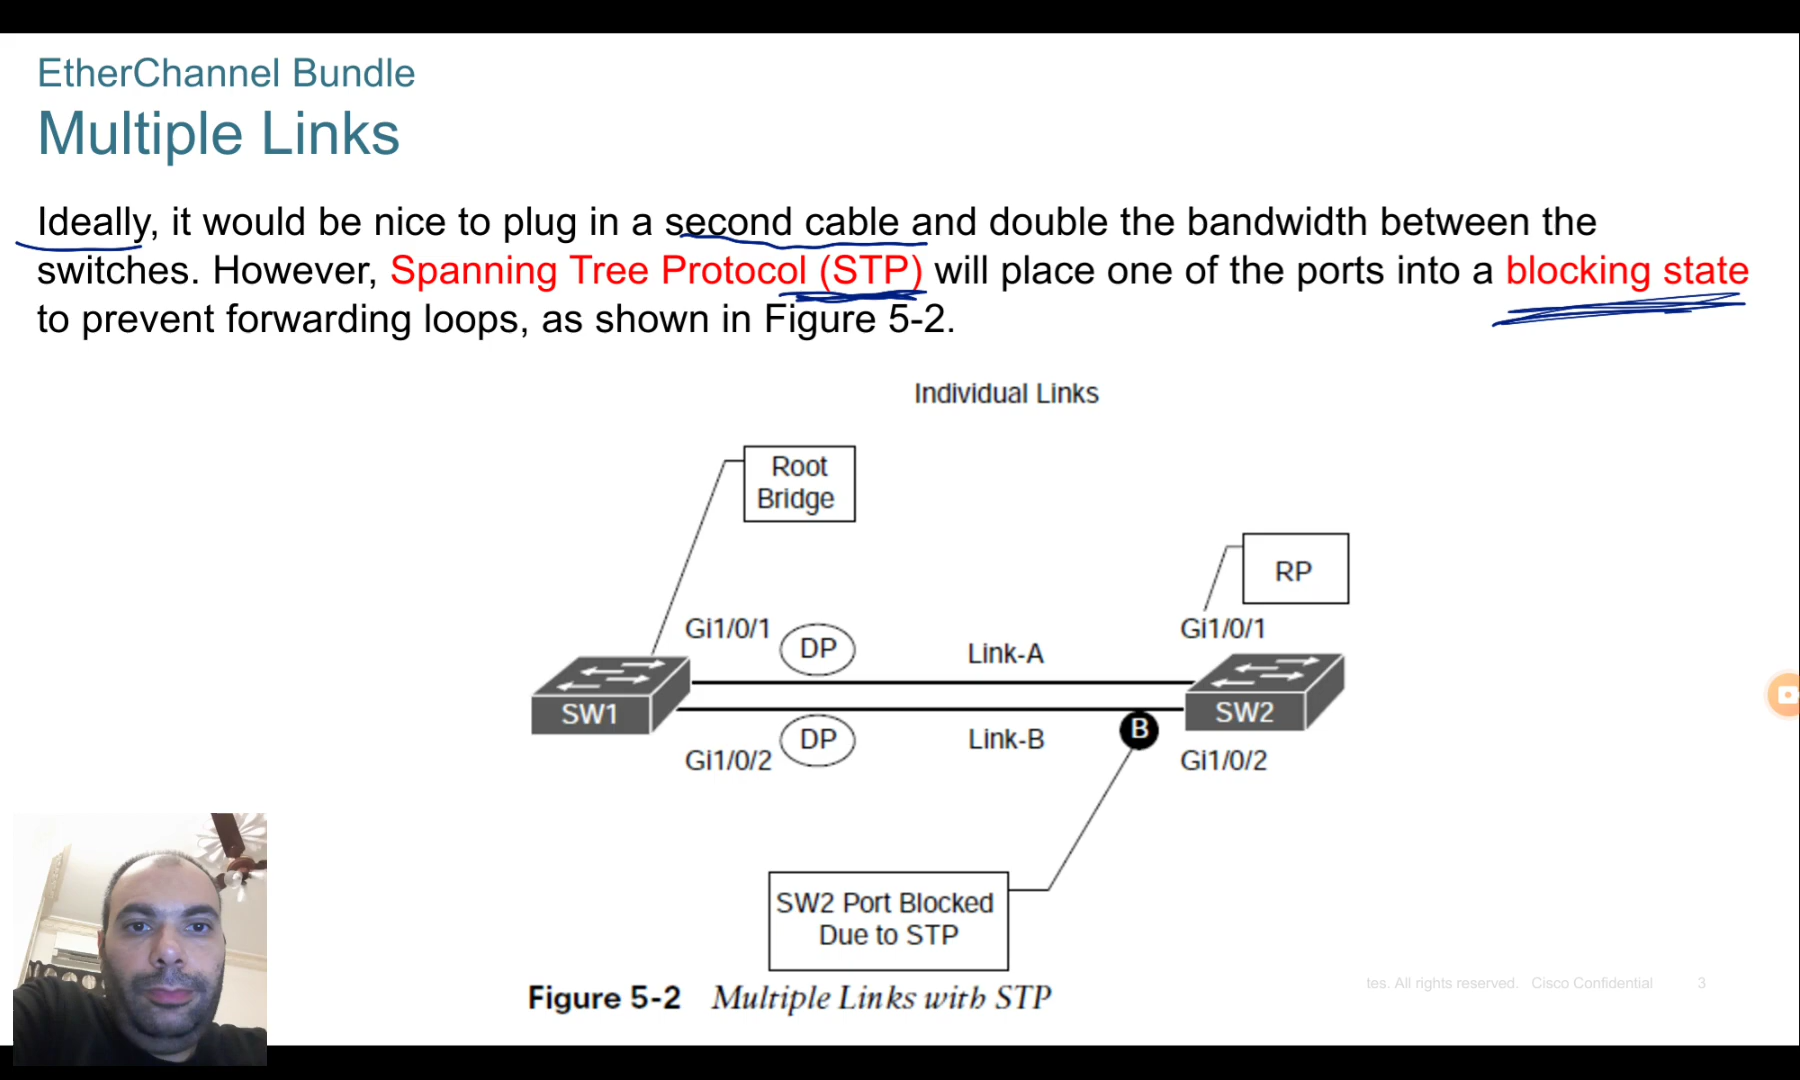 EtherChannel Bundle
Multiple Links
Ideally, it would be nice to plug in a second cable and double the bandwidth between the
switches. However, Spanning Tree Protocol (STP) will place one of the ports into a blocking state
to prevent forwarding loops, as shown in Figure 5-2.
Individual Links
Root
Bridge
RP
Gi1/0/1
DP
Link-A
Gi1/0/1
SW1
SW2
Gi1/0/2
DP
Link-B
B
Gi1/0/2
SW2 Port Blocked
Due to STP
Figure 5-2 Multiple Links with STP
tes. All rights reserved. Cisco Confidential 3